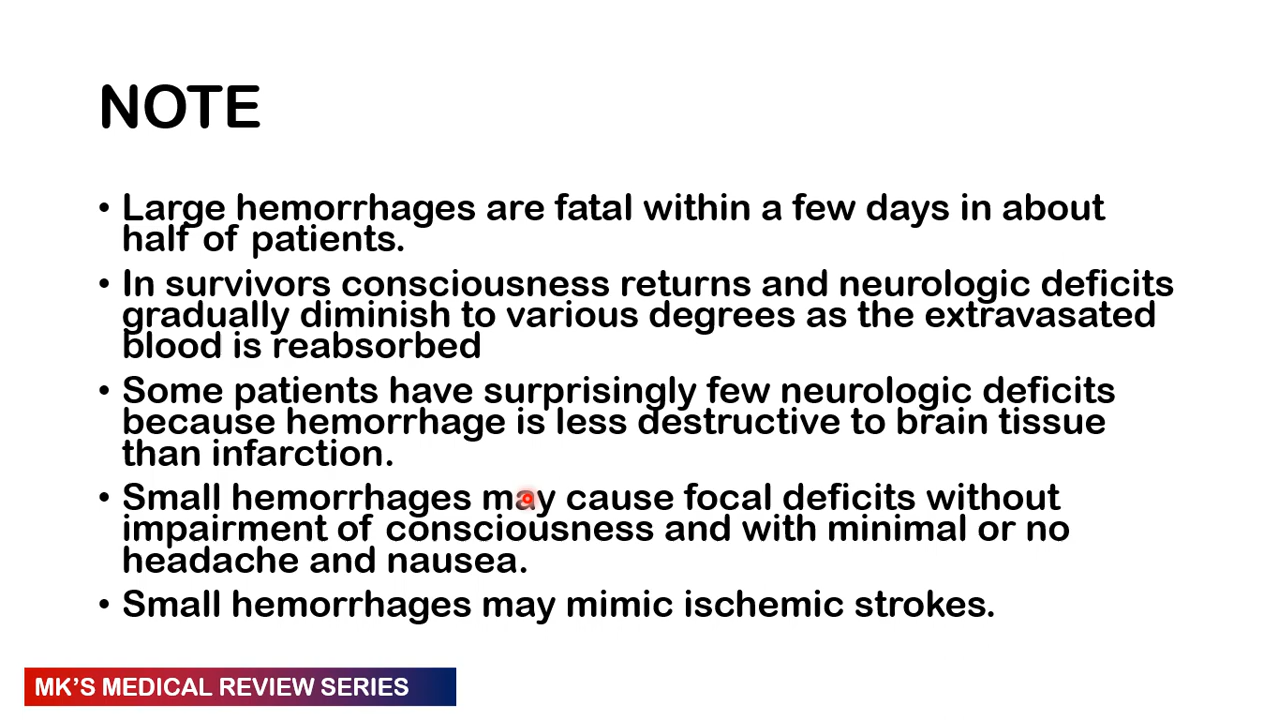 NOTE
• Large hemorrhages are fatal within a few days in about
half of patients.
• In survivors consciousness returns and neurologic deficits
gradually diminish to various degrees as the extravasated
blood is reabsorbed
• Some patients have surprisingly few neurologic deficits
because hemorrhage is less destructive to brain tissue
than infarction.
• Small hemorrhages may cause focal deficits without
impairment of consciousness and with minimal or no
headache and nausea.
• Small hemorrhages may mimic ischemic strokes.
MK’S MEDICAL REVIEW SERIES